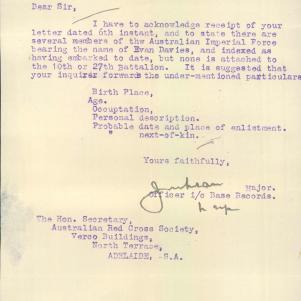 Dear Sir,
I have to acknowledge receipt of your
letter dated 6th instant, and to state there are
several members of the Australian Imperial Force
bearing the name of Evan Davies, and indexed as
having embarked to date, but none is attached to
the 10th or 27th Battalion. It is suggested that
your inquirer forwards the under-mentioned particulars
Birth Place,
Age.
Occupation,
Personal description.
Probable date and place of enlistment.
next-of-kin.
Yours faithfully,
Major.
Officer i/c Base Records.
The Hon. Secretary,
Australian Red Cross Society,
Verco Buildings,
North Terrace,
ADELAIDE, S.A.